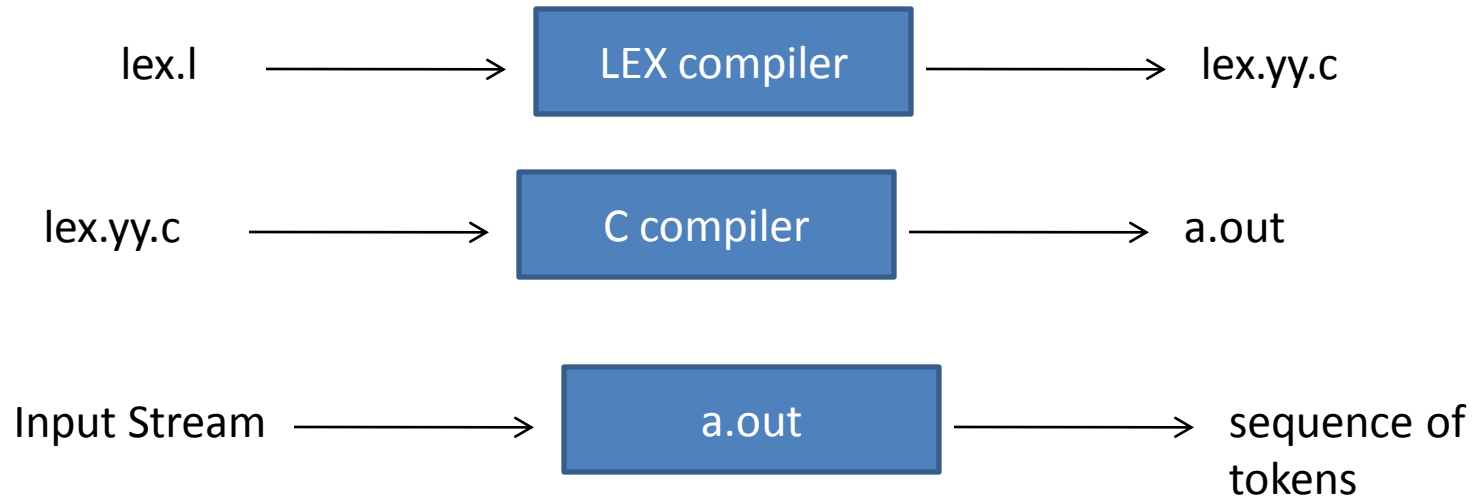 lex.l LEX compiler lex.yy.c
lex.yy.c C compiler a.out
Input Stream a.out sequence of
tokens